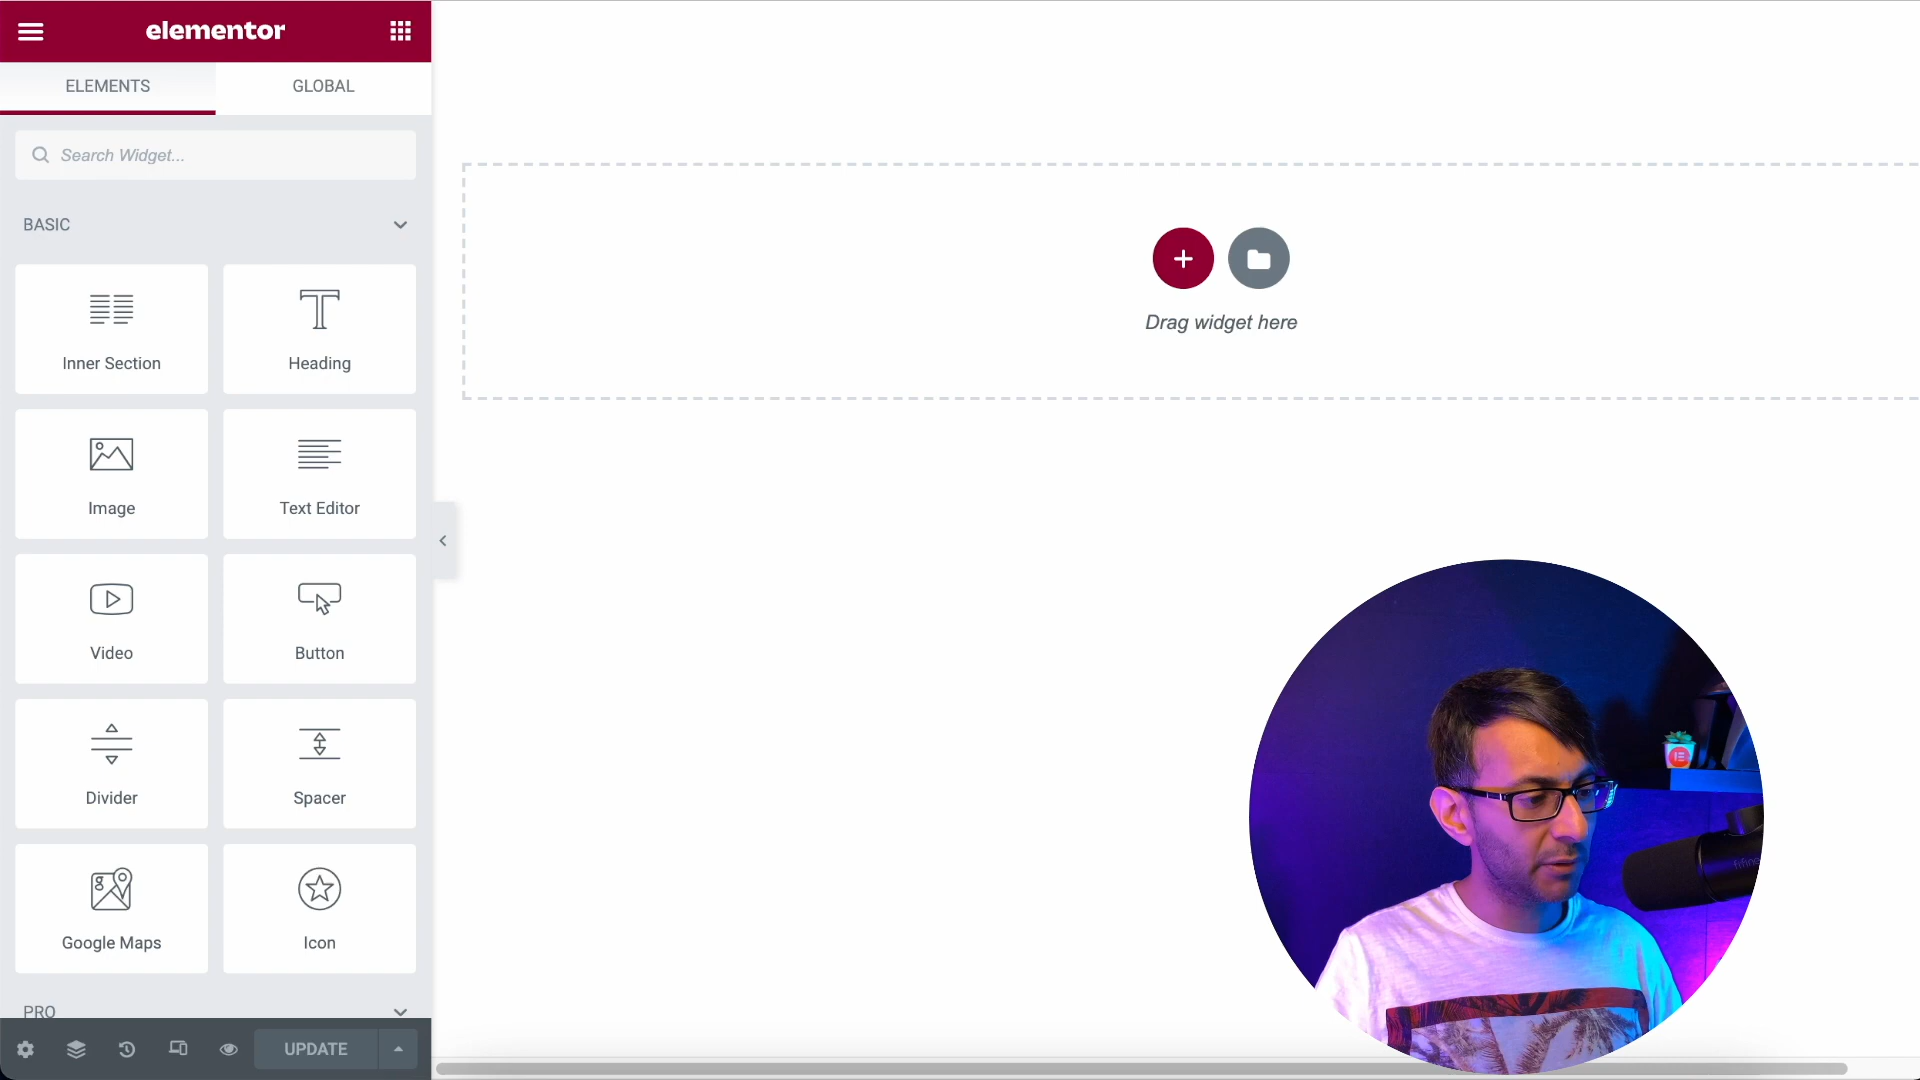 elementor
ELEMENTS
GLOBAL
Search Widget...
BASIC
Inner Section
Heading
Image
Text Editor
Video
Button
Divider
Spacer
Google Maps
Icon
PRO
UPDATE
Drag widget here
fifine